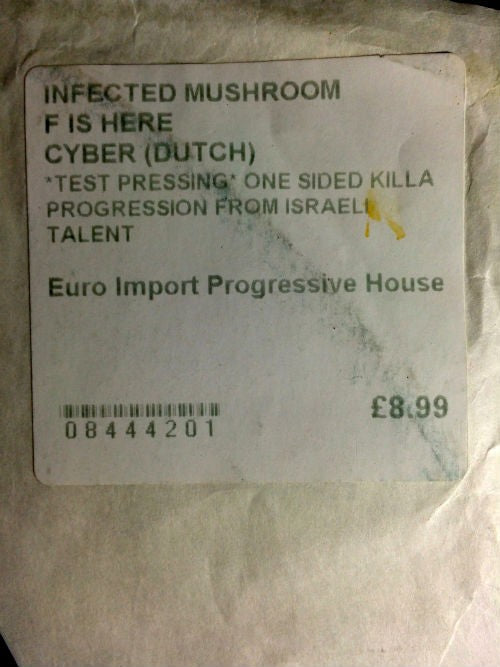 INFECTED MUSHROOM
F IS HERE
CYBER (DUTCH)
*TEST PRESSING* ONE SIDED KILLA
PROGRESSION FROM ISRAELI
TALENT
Euro Import Progressive House
£8.99
08444201